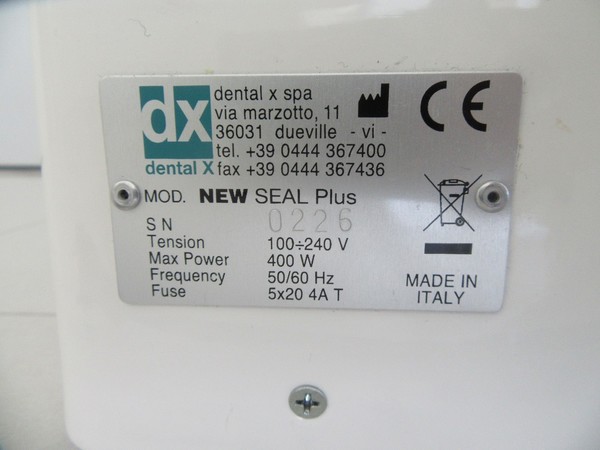 dx
dental X
dental x spa
via marzotto, 11
36031 dueville - vi -
tel. +39 0444 367400
fax +39 0444 367436
CE
MOD. NEW SEAL Plus
S N 0226
Tension 100÷240 V
Max Power 400 W
Frequency 50/60 Hz
Fuse 5x20 4A T
MADE IN
ITALY